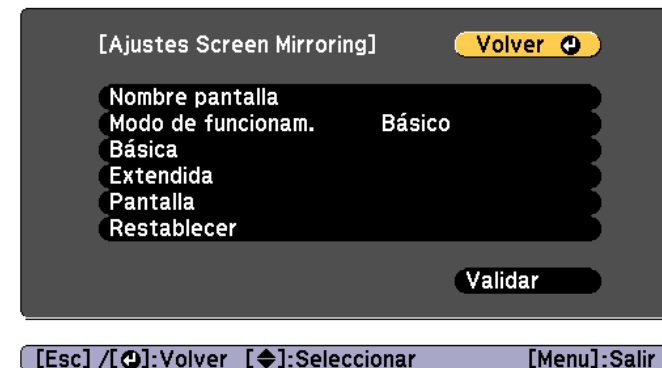 [Ajustes Screen Mirroring] Volver
Nombre pantalla
Modo de funcionam. Básico
Básica
Extendida
Pantalla
Restablecer
Validar
[Esc] /[⏎]:Volver [◆]:Seleccionar [Menu]:Salir